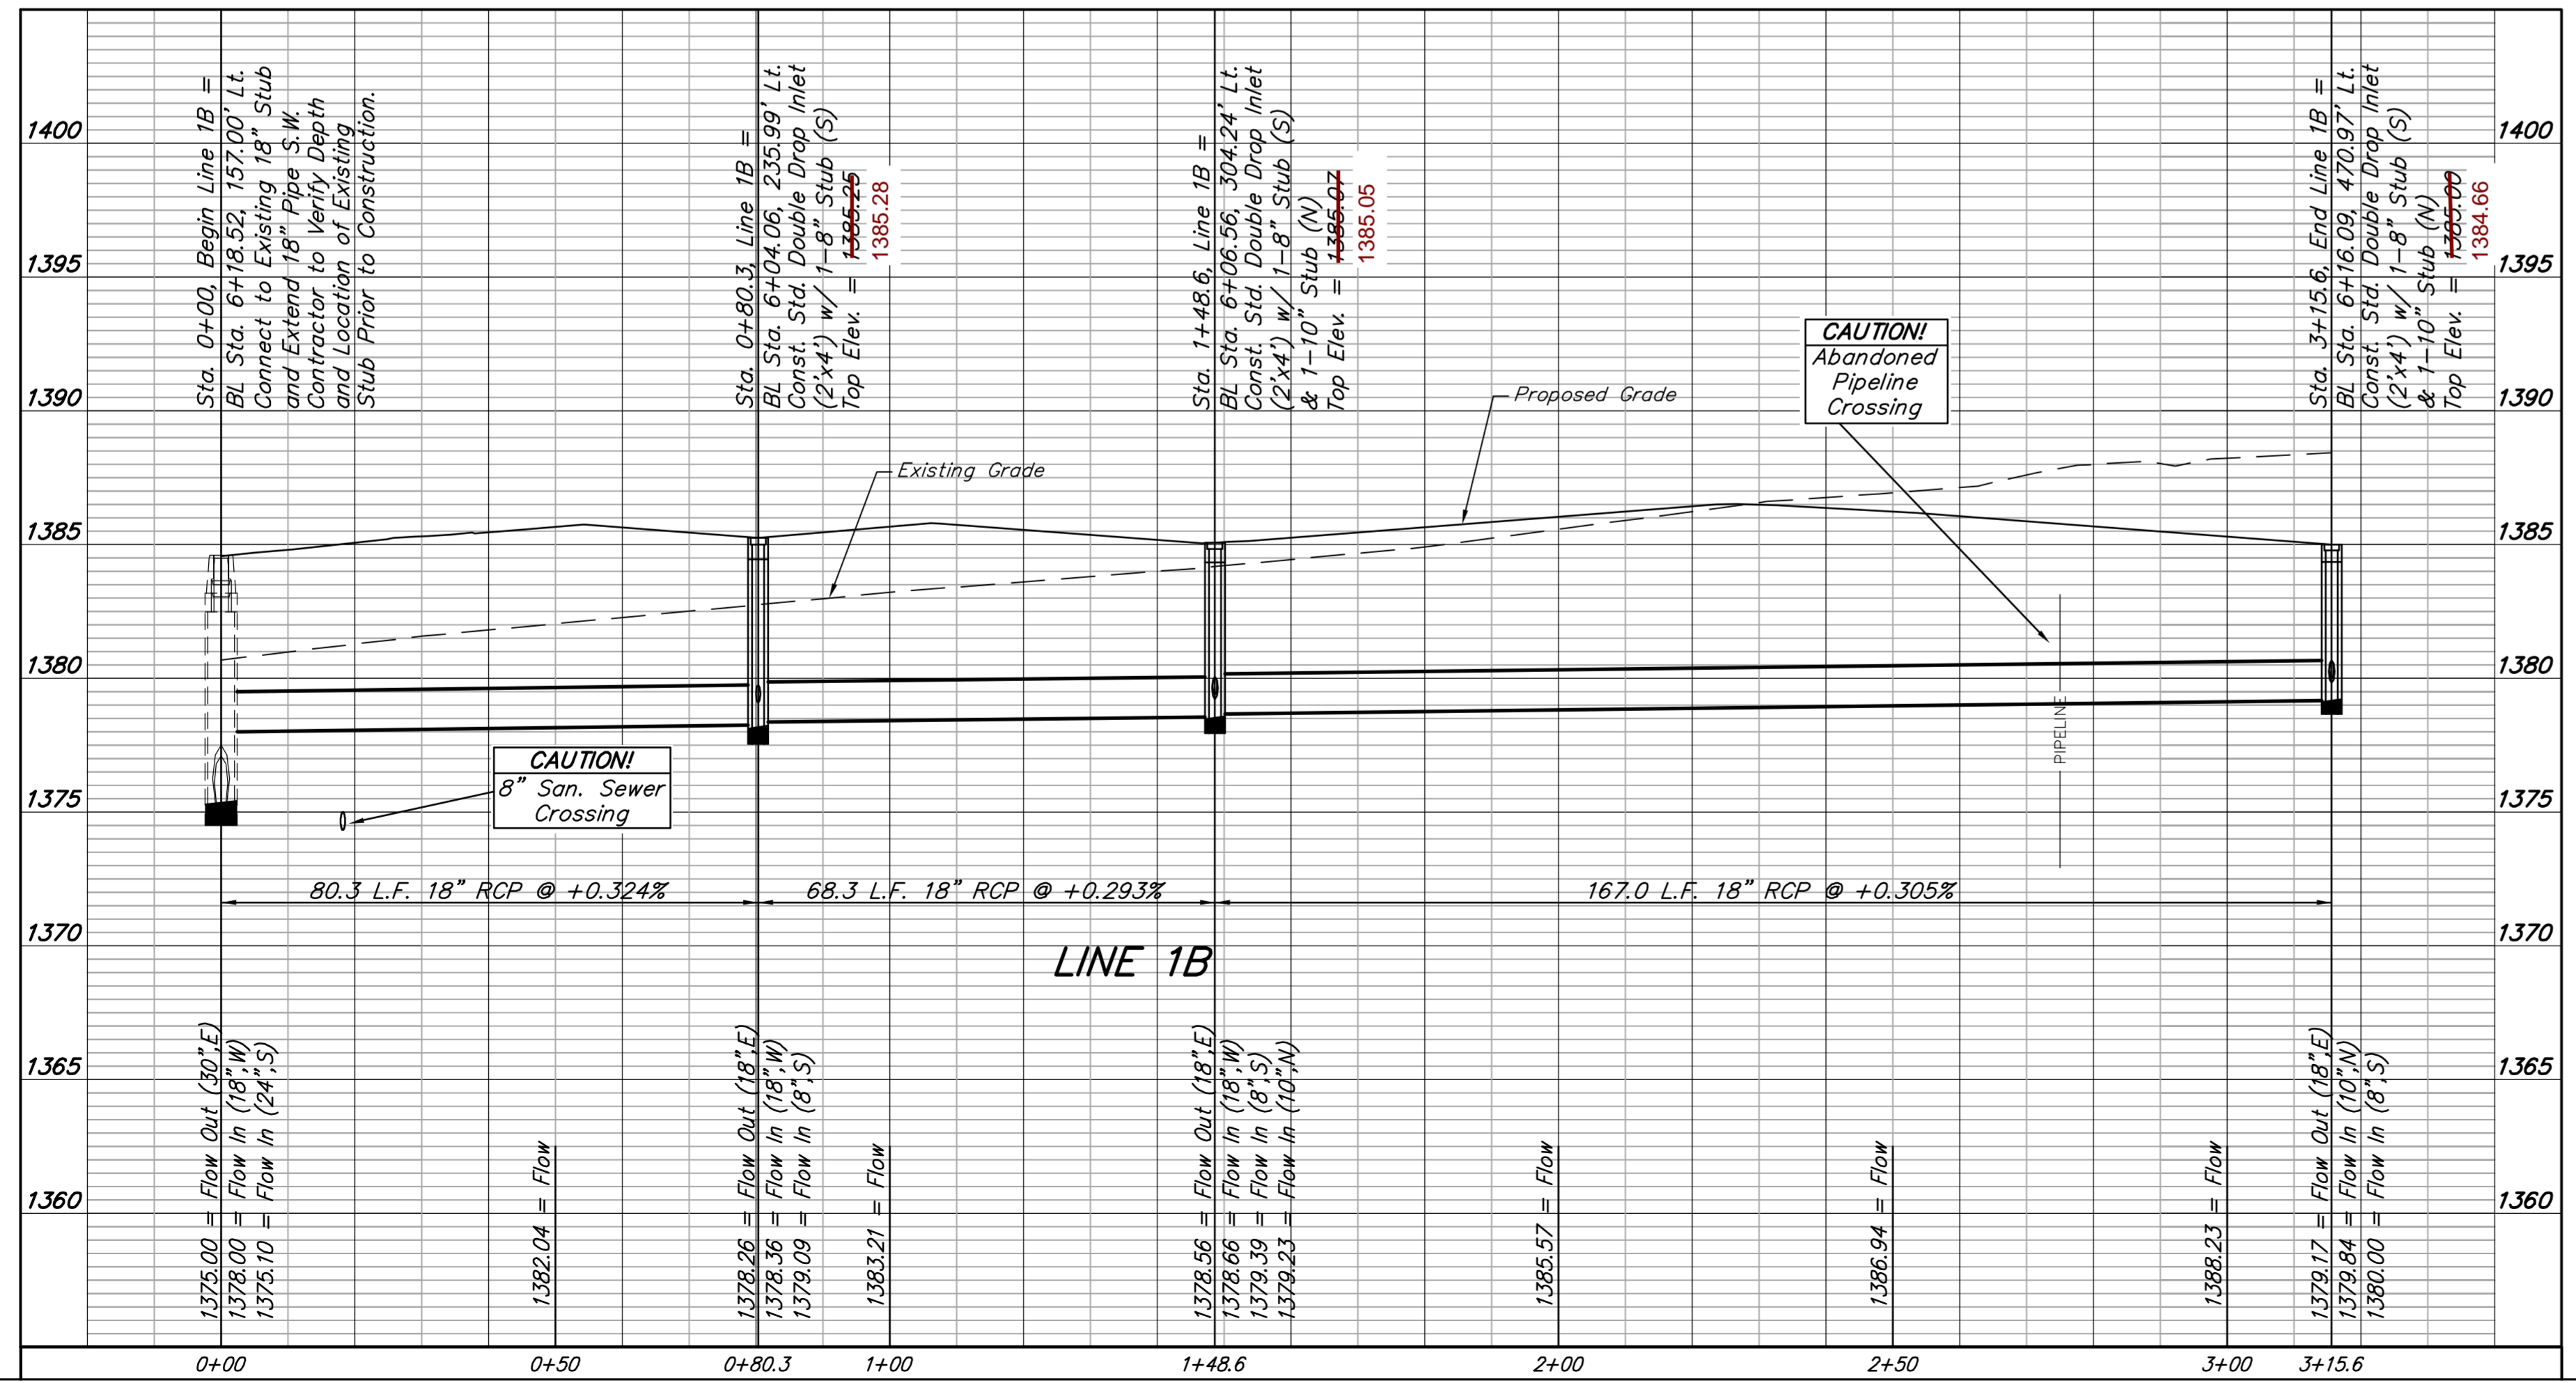 Sta. 0+00, Begin Line 1B =
BL Sta. 6+18.52, 157.00' Lt.
Connect to Existing 18" Stub
and Extend 18" Pipe S.W.
Contractor to Verify Depth
and Location of Existing
Stub Prior to Construction.
Sta. 0+80.3, Line 1B =
BL Sta. 6+04.06, 235.99' Lt.
Const. Std. Double Drop Inlet
(2'x4') w/ 1-8" Stub (S)
Top Elev. = 1385.25
1385.28
Sta. 1+48.6, Line 1B =
BL Sta. 6+06.56, 304.24' Lt.
Const. Std. Double Drop Inlet
(2'x4') w/ 1-8" Stub (S)
& 1-10" Stub (N)
Top Elev. = 1385.07
1385.05
Sta. 3+15.6, End Line 1B =
BL Sta. 6+16.09, 470.97' Lt.
Const. Std. Double Drop Inlet
(2'x4') w/ 1-8" Stub (S)
& 1-10" Stub (N)
Top Elev. = 1385.00
1384.66
1400
1395
1390
1385
1380
1375
1370
1365
1360
1400
1395
1390
1385
1380
1375
1370
1365
1360
CAUTION!
Abandoned
Pipeline
Crossing
Proposed Grade
Existing Grade
PIPELINE
CAUTION!
8" San. Sewer
Crossing
80.3 L.F. 18" RCP @ +0.324%
68.3 L.F. 18" RCP @ +0.293%
167.0 L.F. 18" RCP @ +0.305%
LINE 1B
1375.00 = Flow Out (30",E)
1378.00 = Flow In (18",W)
1375.10 = Flow In (24",S)
1382.04 = Flow
1378.26 = Flow Out (18",E)
1378.36 = Flow In (18",W)
1379.09 = Flow In (8",S)
1383.21 = Flow
1378.56 = Flow Out (18",E)
1378.66 = Flow In (18",W)
1379.39 = Flow In (8",S)
1379.23 = Flow In (10",N)
1385.57 = Flow
1386.94 = Flow
1388.23 = Flow
1379.17 = Flow Out (18",E)
1379.84 = Flow In (10",N)
1380.00 = Flow In (8",S)
0+00
0+50
0+80.3
1+00
1+48.6
2+00
2+50
3+00
3+15.6